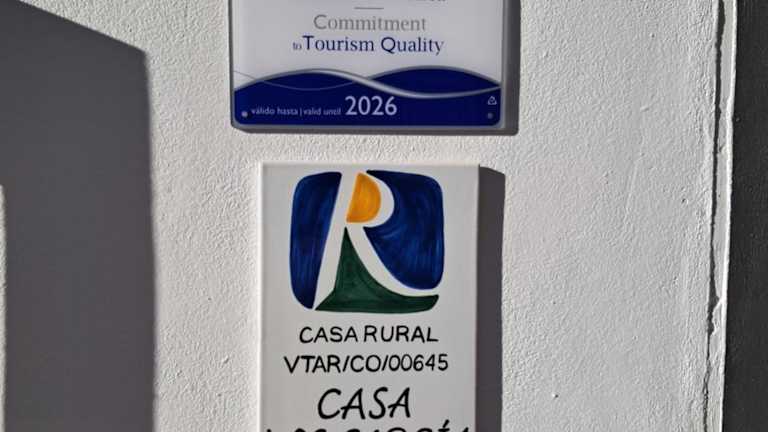 Commitment
to Tourism Quality
válido hasta | valid until 2026
R
CASA RURAL
VTAR/CO/00645
CASA